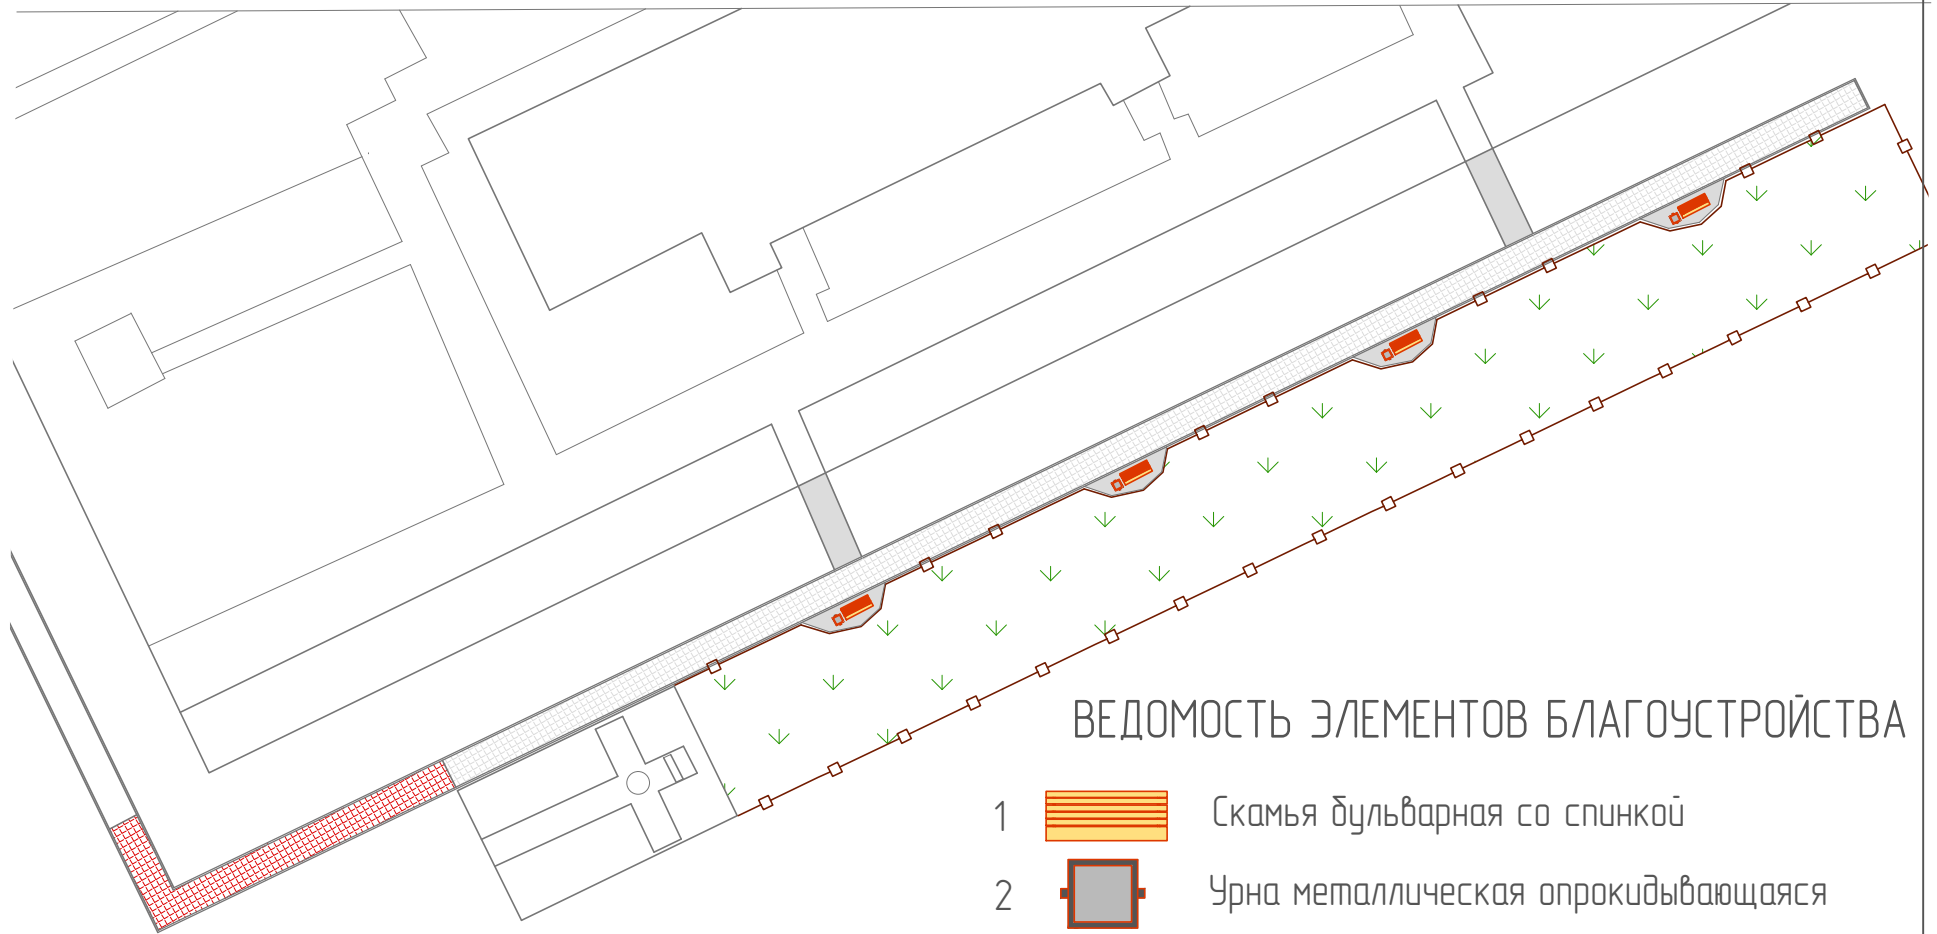 ВЕДОМОСТЬ ЭЛЕМЕНТОВ БЛАГОУСТРОЙСТВА
1 Скамья бульварная со спинкой
2 Урна металлическая опрокидывающаяся